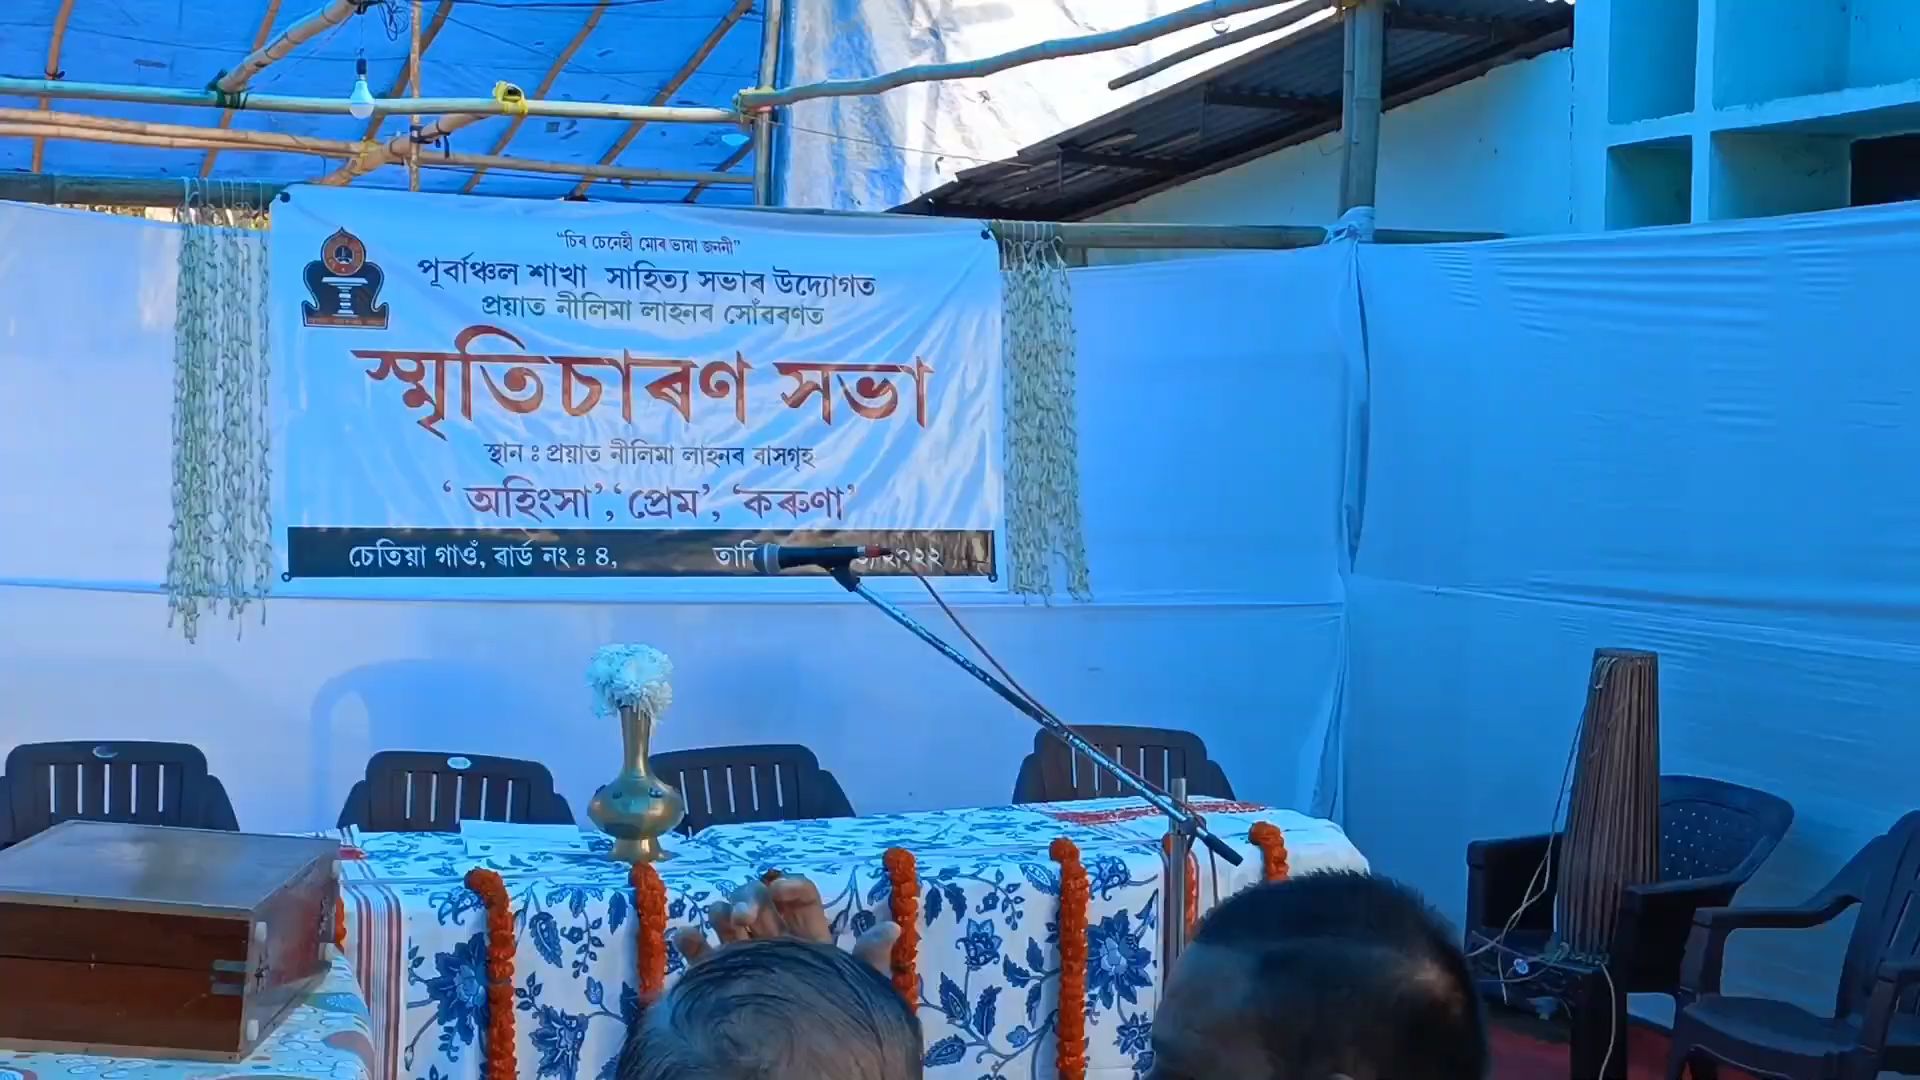 “চিৰ চেনেহী মোৰ ভাষা জননী”
পূৰ্বাঞ্চল শাখা সাহিত্য সভাৰ উদ্যোগত
প্ৰয়াত নীলিমা লাহনৰ সোঁৱৰণত
স্মৃতিচাৰণ সভা
স্থান ঃ প্ৰয়াত নীলিমা লাহনৰ বাসগৃহ
‘অহিংসা’, ‘প্ৰেম’, ‘কৰুণা’
চেতিয়া গাওঁ, ৱাৰ্ড নং ঃ ৪,